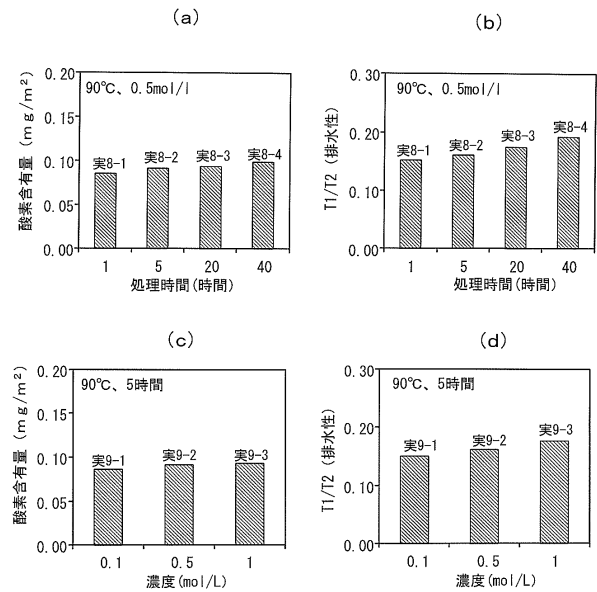 (a)
酸素含有量 (mg/m²)
0.20
0.15
0.10
0.05
0.00
90℃、0.5mol/l
実8-1
実8-2
実8-3
実8-4
1 5 20 40
処理時間(時間)
(b)
T1/T2 (排水性)
0.30
0.20
0.10
0.00
90℃、0.5mol/l
実8-1
実8-2
実8-3
実8-4
1 5 20 40
処理時間(時間)
(c)
酸素含有量 (mg/m²)
0.20
0.15
0.10
0.05
0.00
90℃、5時間
実9-1
実9-2
実9-3
0.1 0.5 1
濃度(mol/L)
(d)
T1/T2 (排水性)
0.30
0.20
0.10
0.00
90℃、5時間
実9-1
実9-2
実9-3
0.1 0.5 1
濃度(mol/L)